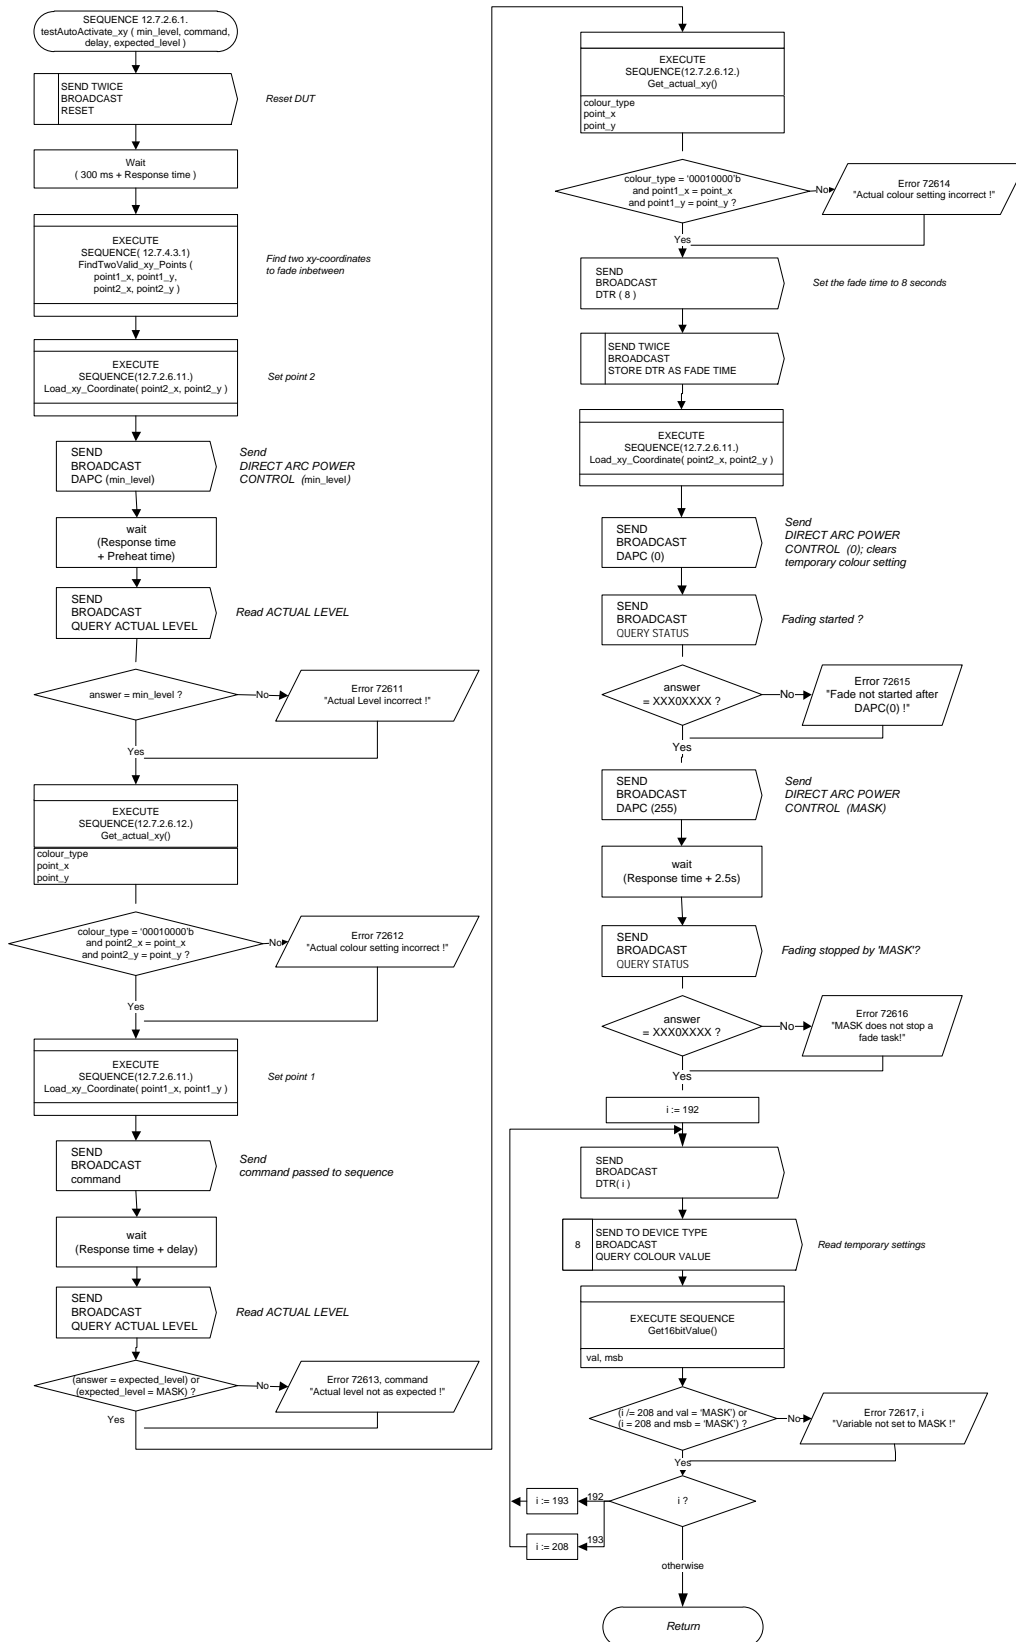 SEQUENCE 12.7.2.6.1.
testAutoActivate_xy ( min_level, command,
delay, expected_level )
SEND TWICE
BROADCAST
RESET
Reset DUT
Wait
( 300 ms + Response time )
EXECUTE
SEQUENCE( 12.7.4.3.1)
FindTwoValid_xy_Points (
point1_x, point1_y,
point2_x, point2_y )
Find two xy-coordinates
to fade inbetween
EXECUTE
SEQUENCE(12.7.2.6.11.)
Load_xy_Coordinate( point2_x, point2_y )
Set point 2
SEND
BROADCAST
DAPC (min_level)
Send
DIRECT ARC POWER
CONTROL (min_level)
wait
(Response time
+ Preheat time)
SEND
BROADCAST
QUERY ACTUAL LEVEL
Read ACTUAL LEVEL
answer = min_level ?
No
Error 72611
"Actual Level incorrect !"
Yes
EXECUTE
SEQUENCE(12.7.2.6.12.)
Get_actual_xy()
colour_type
point_x
point_y
colour_type = '00010000'b
and point2_x = point_x
and point2_y = point_y ?
No
Error 72612
"Actual colour setting incorrect !"
Yes
EXECUTE
SEQUENCE(12.7.2.6.11.)
Load_xy_Coordinate( point1_x, point1_y )
Set point 1
SEND
BROADCAST
command
Send
command passed to sequence
wait
(Response time + delay)
SEND
BROADCAST
QUERY ACTUAL LEVEL
Read ACTUAL LEVEL
(answer = expected_level) or
(expected_level = MASK) ?
No
Error 72613, command
"Actual level not as expected !"
Yes
EXECUTE
SEQUENCE(12.7.2.6.12.)
Get_actual_xy()
colour_type
point_x
point_y
colour_type = '00010000'b
and point1_x = point_x
and point1_y = point_y ?
No
Error 72614
"Actual colour setting incorrect !"
Yes
SEND
BROADCAST
DTR ( 8 )
Set the fade time to 8 seconds
SEND TWICE
BROADCAST
STORE DTR AS FADE TIME
EXECUTE
SEQUENCE(12.7.2.6.11.)
Load_xy_Coordinate( point2_x, point2_y )
SEND
BROADCAST
DAPC (0)
Send
DIRECT ARC POWER
CONTROL (0); clears
temporary colour setting
SEND
BROADCAST
QUERY STATUS
Fading started ?
answer
= XXX0XXXX ?
No
Error 72615
"Fade not started after
DAPC(0) !"
Yes
SEND
BROADCAST
DAPC (255)
Send
DIRECT ARC POWER
CONTROL (MASK)
wait
(Response time + 2.5s)
SEND
BROADCAST
QUERY STATUS
Fading stopped by 'MASK'?
answer
= XXX0XXXX ?
No
Error 72616
"MASK does not stop a
fade task!"
Yes
i := 192
SEND
BROADCAST
DTR( i )
8
SEND TO DEVICE TYPE
BROADCAST
QUERY COLOUR VALUE
Read temporary settings
EXECUTE SEQUENCE
Get16bitValue()
val, msb
(i /= 208 and val = 'MASK') or
(i = 208 and msb = 'MASK') ?
No
Error 72617, i
"Variable not set to MASK !"
Yes
i ?
192
i := 193
193
i := 208
otherwise
Return